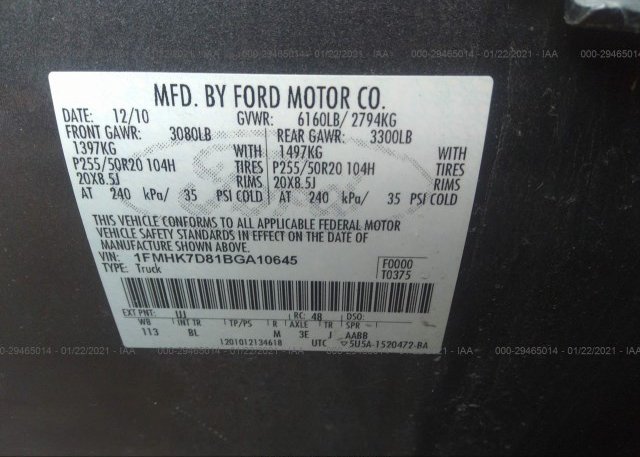 000-29465014 - 01/22/2021 - IAA
MFD. BY FORD MOTOR CO.
DATE: 12/10 GVWR: 6160LB/ 2794KG
FRONT GAWR: 3080LB REAR GAWR: 3300LB
1397KG WITH 1497KG WITH
P255/50R20 104H TIRES P255/50R20 104H TIRES
20X8.5J RIMS 20X8.5J RIMS
AT 240 kPa/ 35 PSI COLD AT 240 kPa/ 35 PSI COLD
THIS VEHICLE CONFORMS TO ALL APPLICABLE FEDERAL MOTOR
VEHICLE SAFETY STANDARDS IN EFFECT ON THE DATE OF
MANUFACTURE SHOWN ABOVE.
VIN: 1FMHK7D81BGA10645 F0000
TYPE: Truck T0375
EXT PNT: UJ RC: 48 DSO:
WB INT TR TP/PS R AXLE TR SPR
113 BL M 3E J AABB
1201012134618 UTC ▽5U5A-1520472-BA